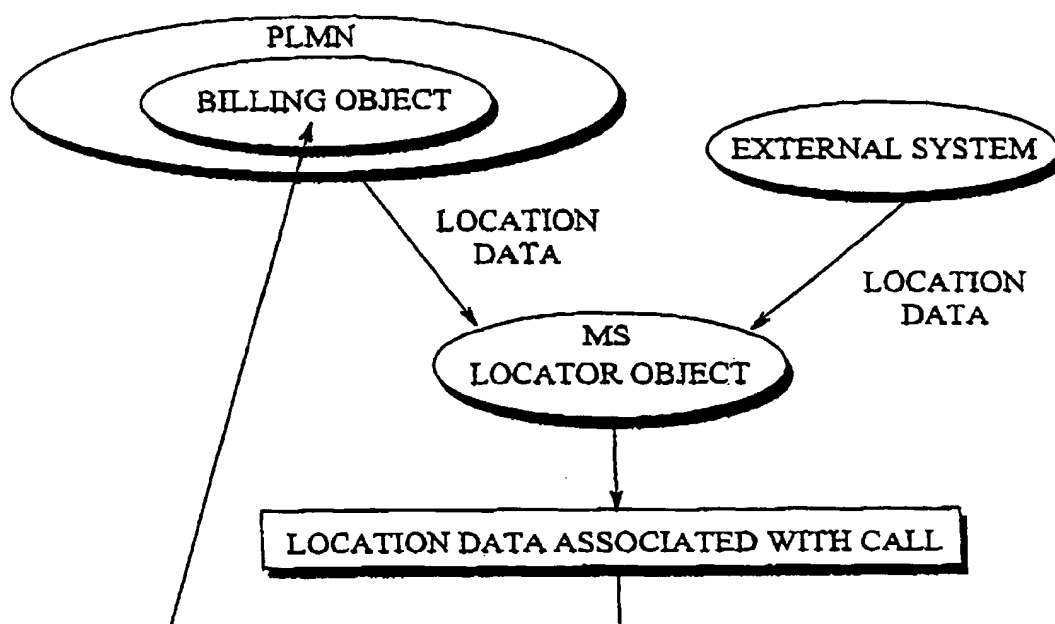 PLMN
BILLING OBJECT
EXTERNAL SYSTEM
LOCATION
DATA
LOCATION
DATA
MS
LOCATOR OBJECT
LOCATION DATA ASSOCIATED WITH CALL